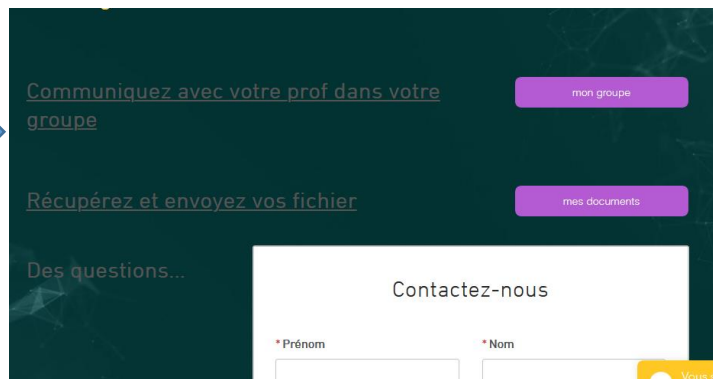 Communiquez avec votre prof dans votre
groupe
mon groupe
Récupérez et envoyez vos fichier
mes documents
Des questions...
Contactez-nous
* Prénom
* Nom
Vous